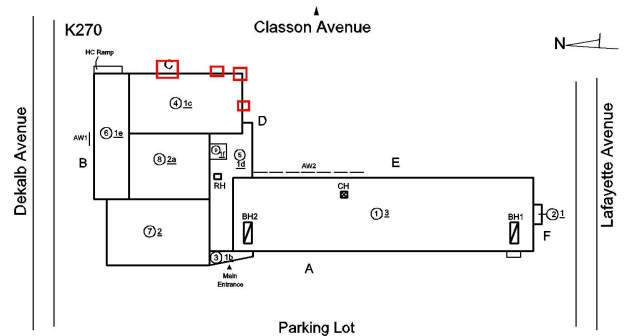 Classon Avenue
K270
N
HC Ramp
C
4 1c
D
6 1e
AW1
B
8 2a
9 1f
5 1d
AW2
E
RH
CH
Dekalb Avenue
Lafayette Avenue
7 2
BH2
1 3
BH1
2 1
F
3 1b
A
Main
Entrance
Parking Lot